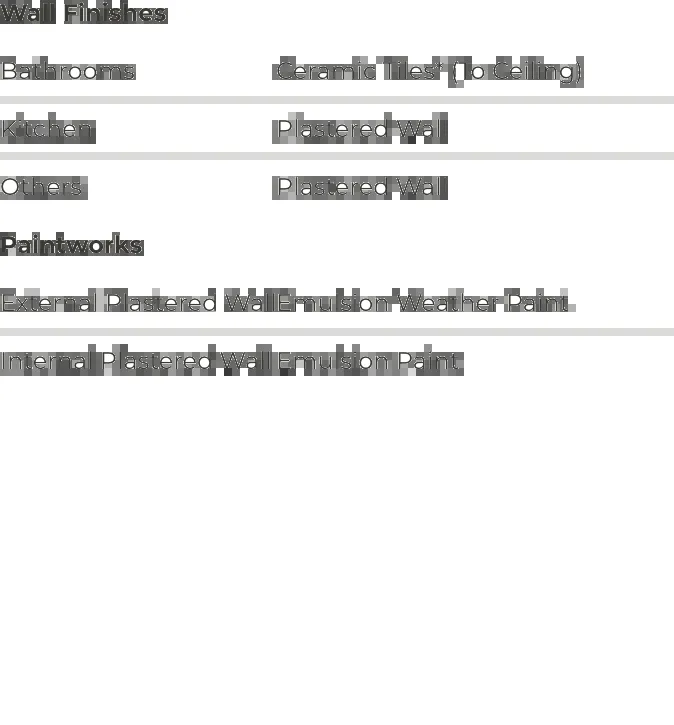 Wall Finishes
Bathrooms Ceramic Tiles* (To Ceiling)
Kitchen Plastered Wall
Others Plastered Wall
Paintworks
External Plastered Wall Emulsion Weather Paint
Internal Plastered Wall Emulsion Paint